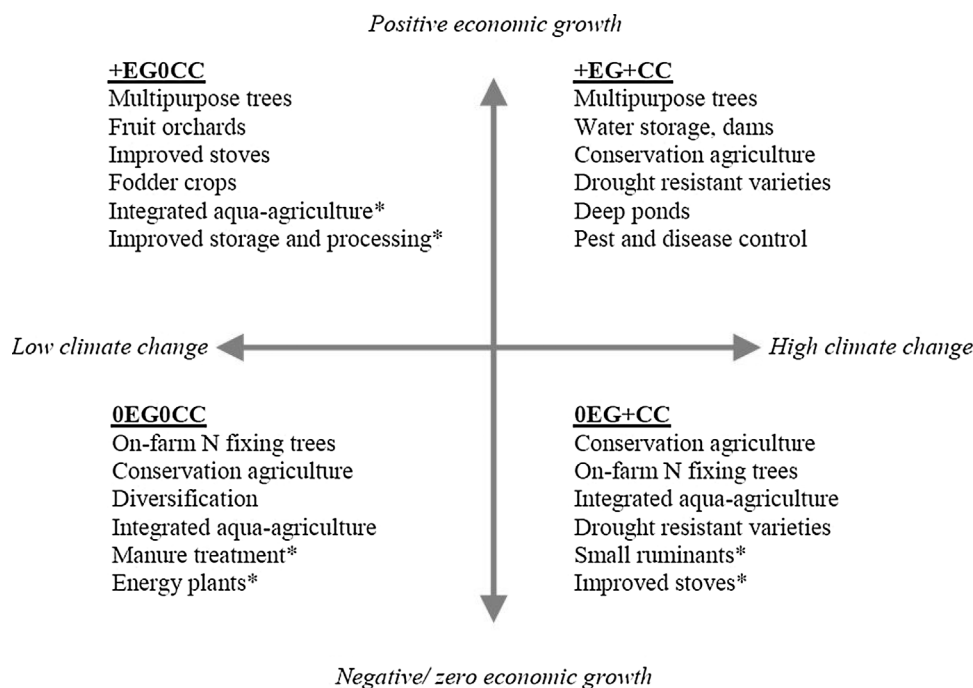 Positive economic growth
+EG0CC
Multipurpose trees
Fruit orchards
Improved stoves
Fodder crops
Integrated aqua-agriculture*
Improved storage and processing*
+EG+CC
Multipurpose trees
Water storage, dams
Conservation agriculture
Drought resistant varieties
Deep ponds
Pest and disease control
Low climate change
High climate change
0EG0CC
On-farm N fixing trees
Conservation agriculture
Diversification
Integrated aqua-agriculture
Manure treatment*
Energy plants*
0EG+CC
Conservation agriculture
On-farm N fixing trees
Integrated aqua-agriculture
Drought resistant varieties
Small ruminants*
Improved stoves*
Negative/ zero economic growth